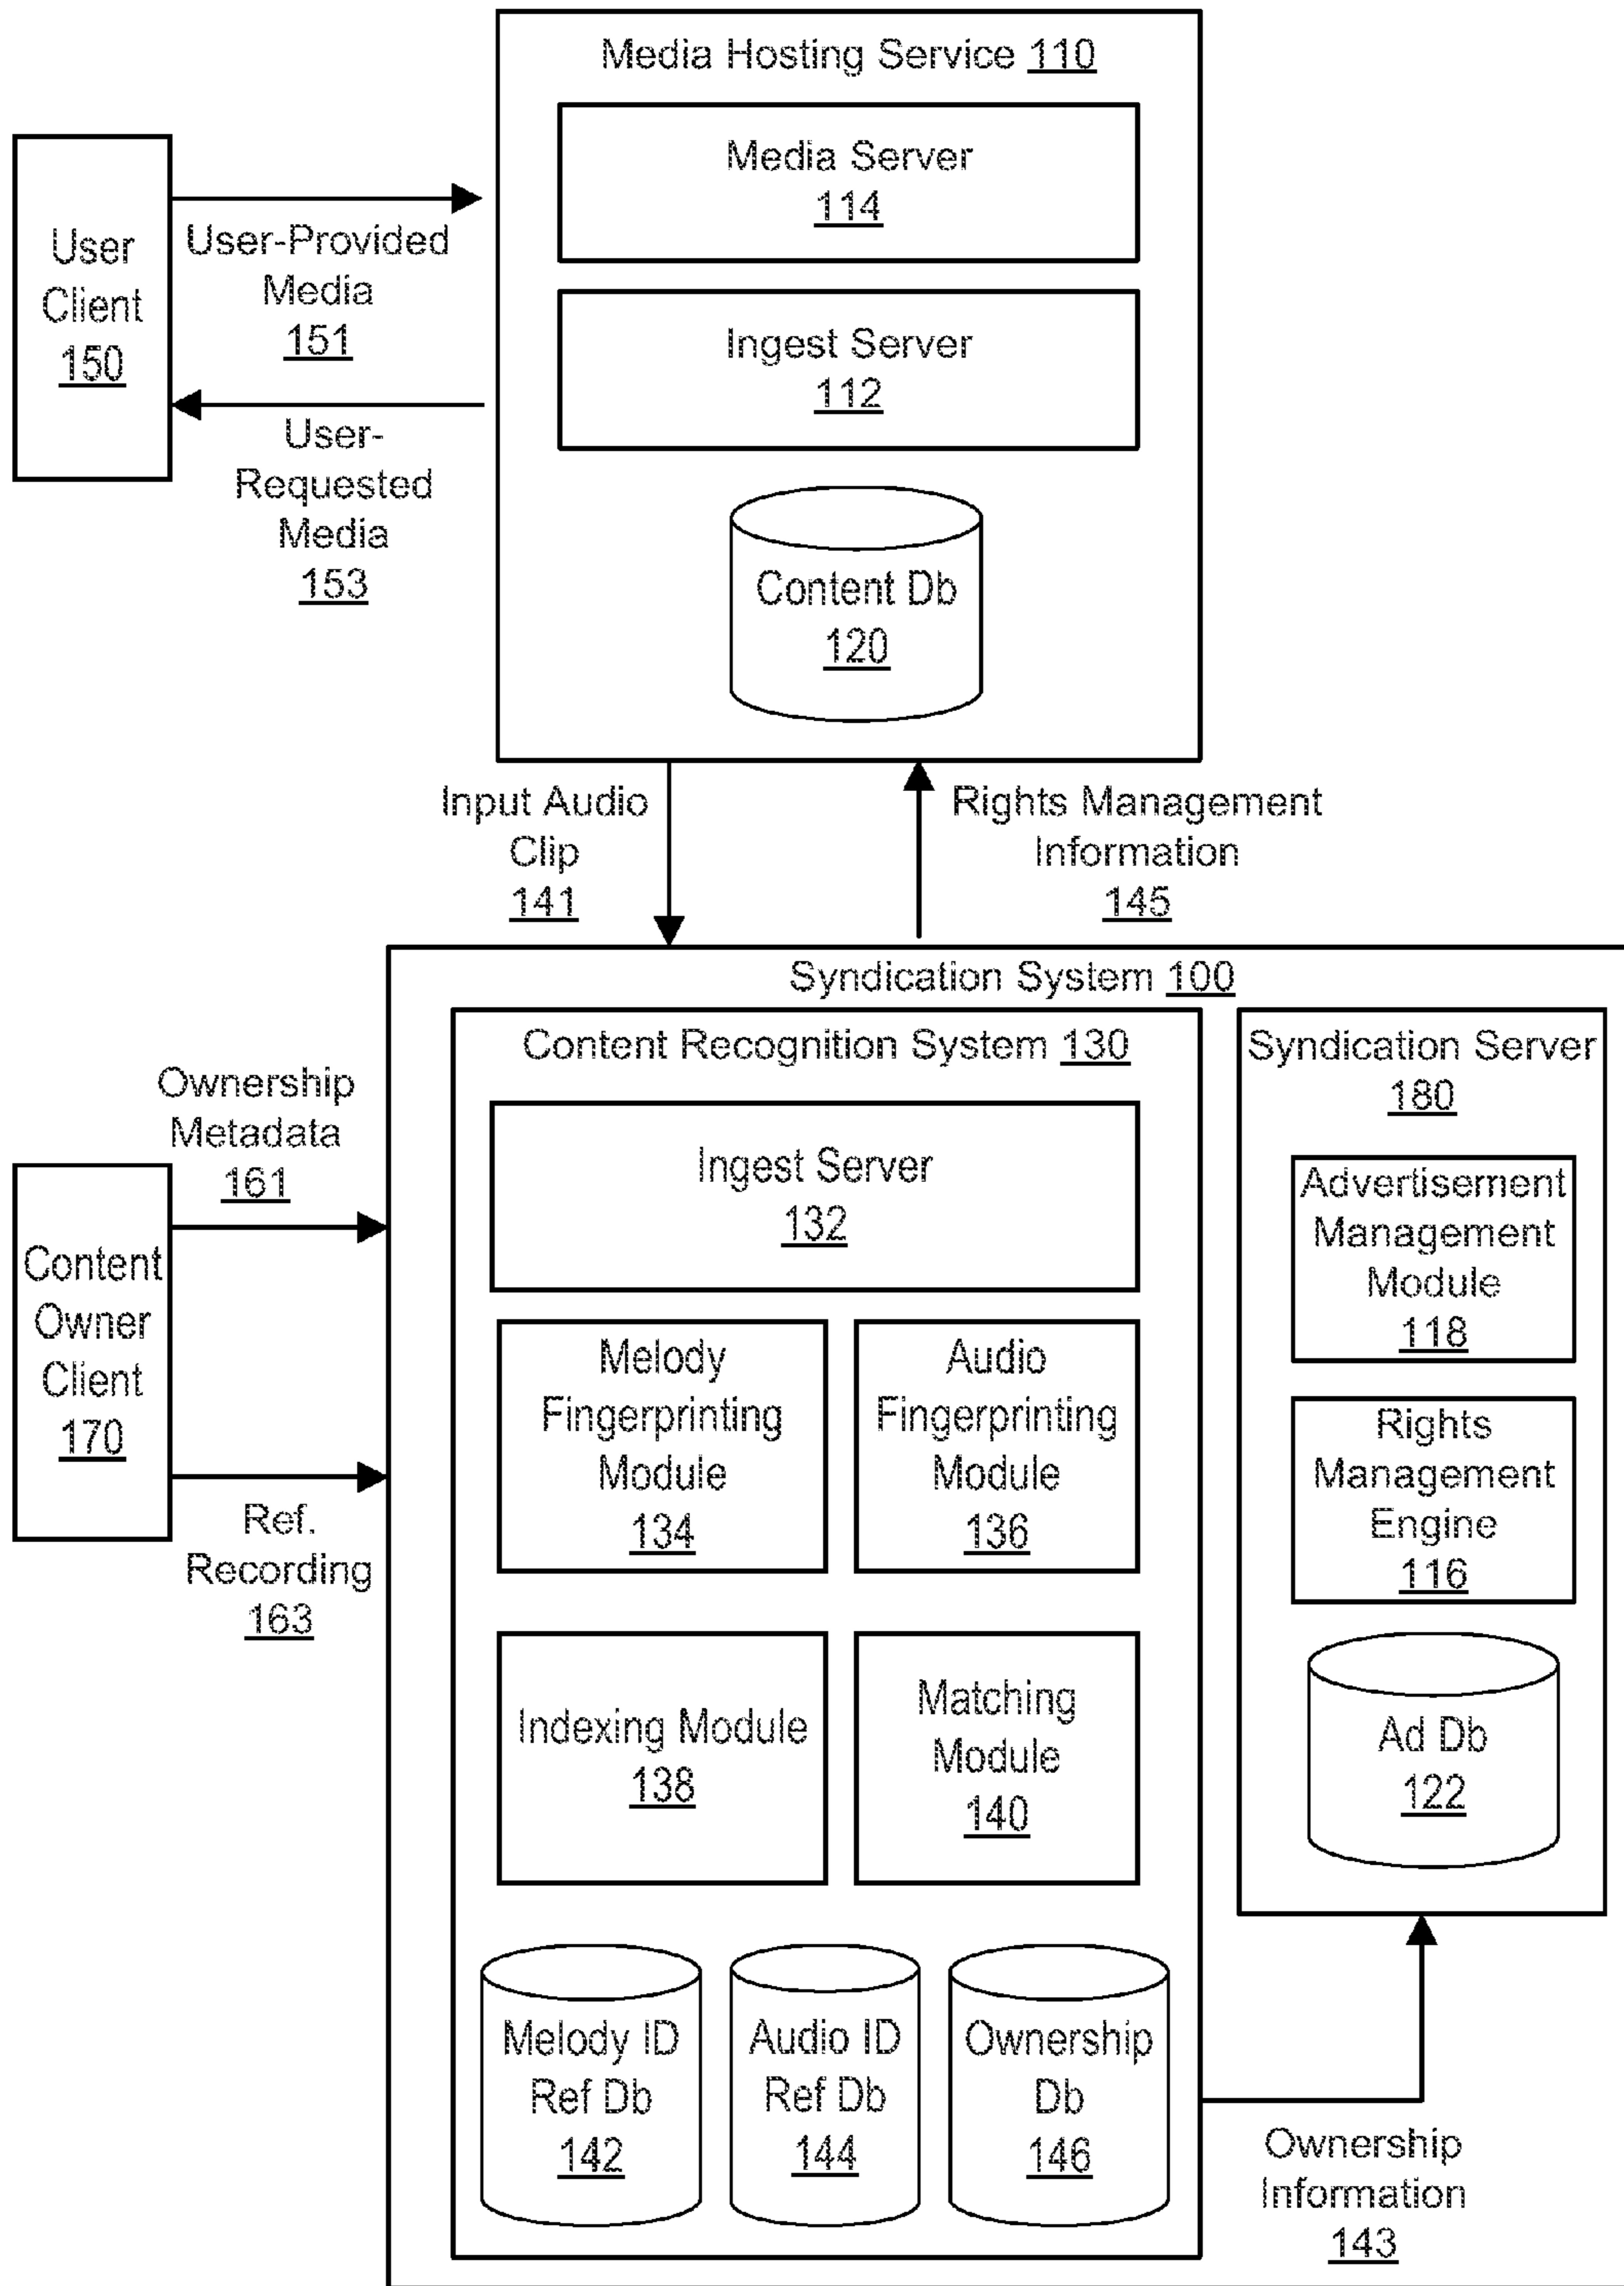 Media Hosting Service 110
Media Server
114
Ingest Server
112
Content Db
120
User
Client
150
User-Provided
Media
151
User-
Requested
Media
153
Input Audio
Clip
141
Rights Management
Information
145
Syndication System 100
Content Recognition System 130
Ingest Server
132
Melody
Fingerprinting
Module
134
Audio
Fingerprinting
Module
136
Indexing Module
138
Matching
Module
140
Melody ID
Ref Db
142
Audio ID
Ref Db
144
Ownership
Db
146
Syndication Server
180
Advertisement
Management
Module
118
Rights
Management
Engine
116
Ad Db
122
Ownership
Metadata
161
Content
Owner
Client
170
Ref.
Recording
163
Ownership
Information
143